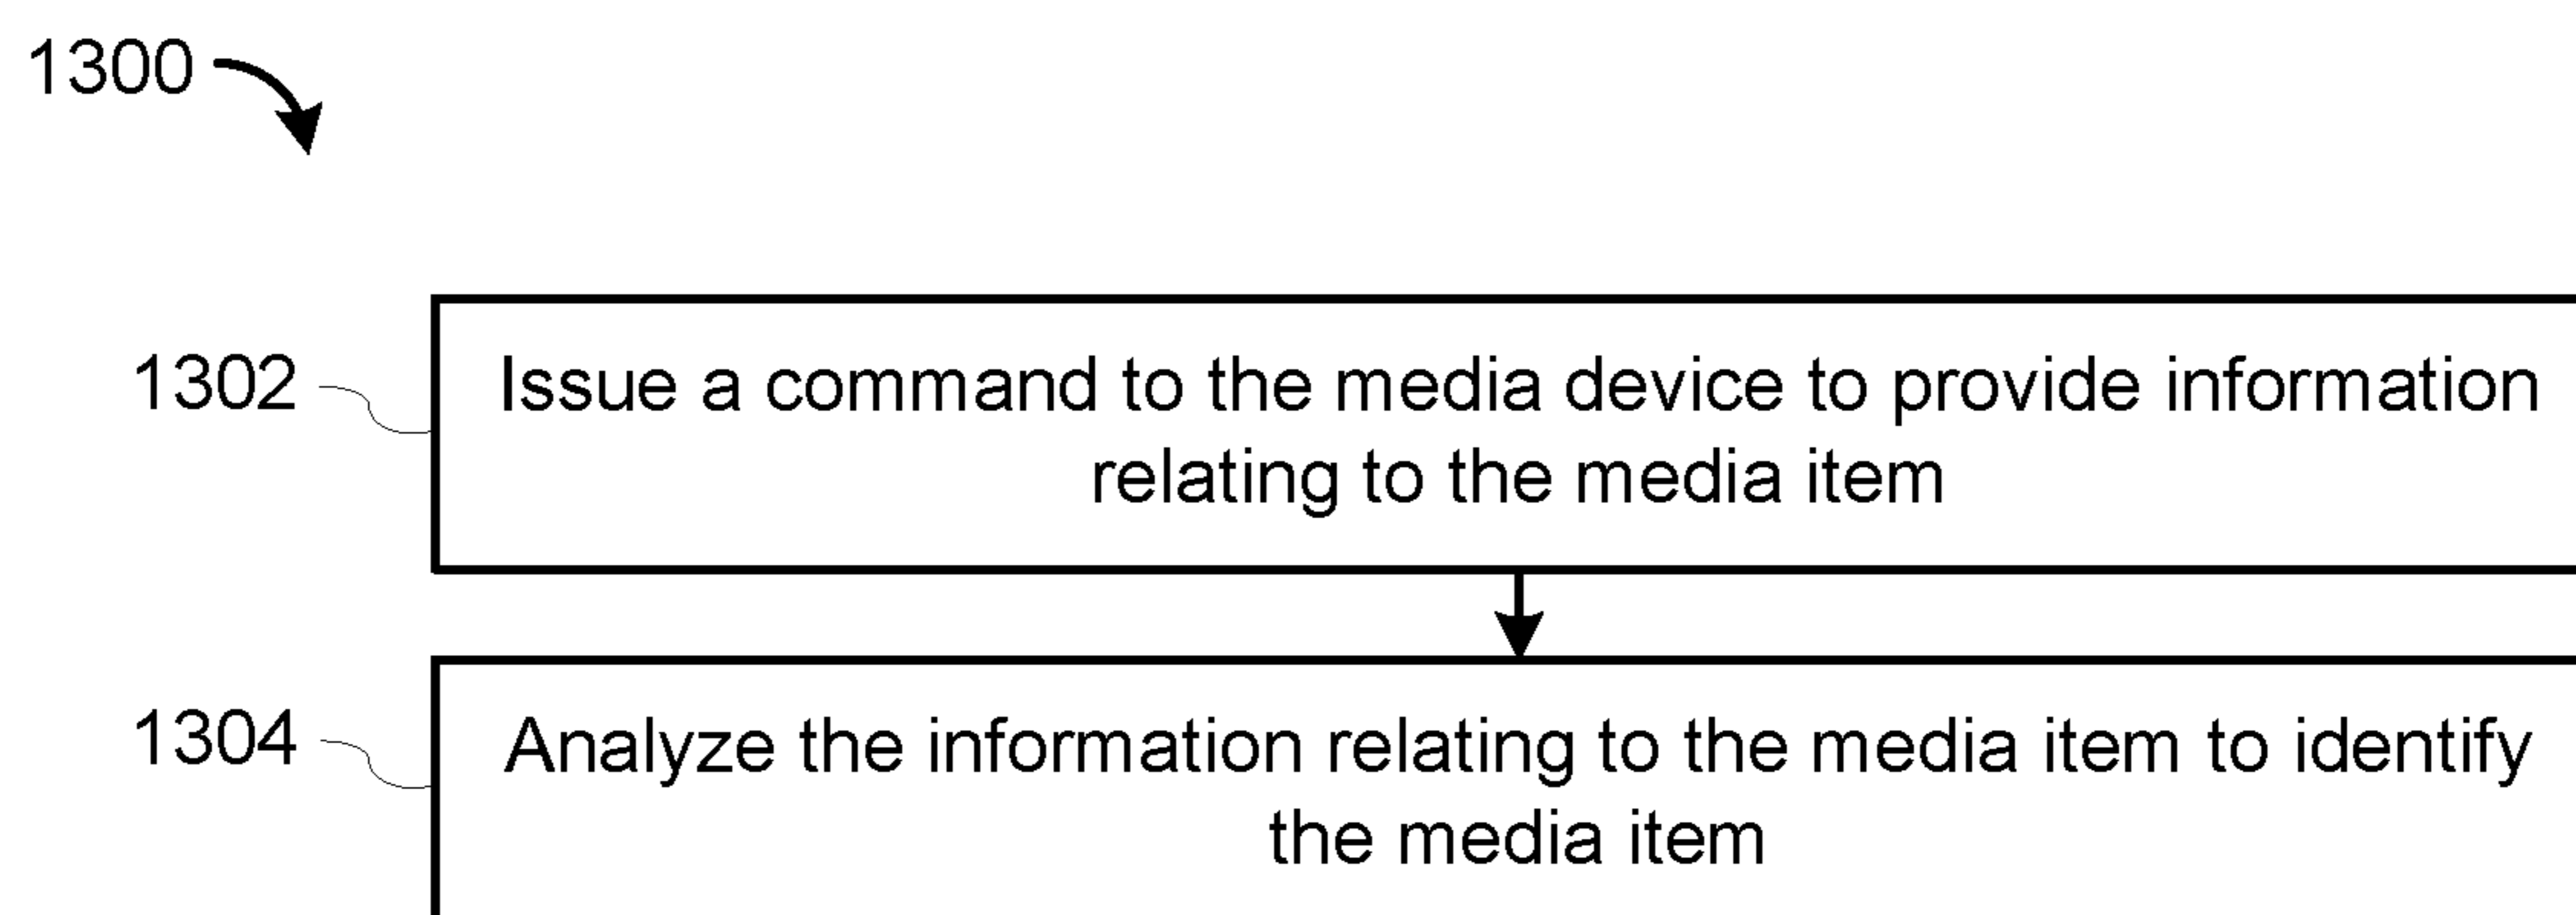 1300
1302
Issue a command to the media device to provide information
relating to the media item
1304
Analyze the information relating to the media item to identify
the media item